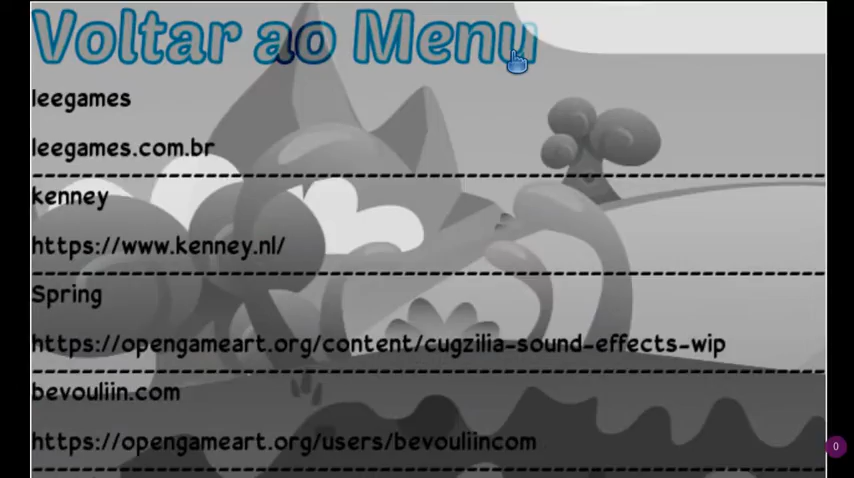 Voltar ao Menu
leegames
leegames.com.br
kenney
https://www.kenney.nl/
Spring
https://opengameart.org/content/cugzilia-sound-effects-wip
bevouliin.com
https://opengameart.org/users/bevouliincom
0